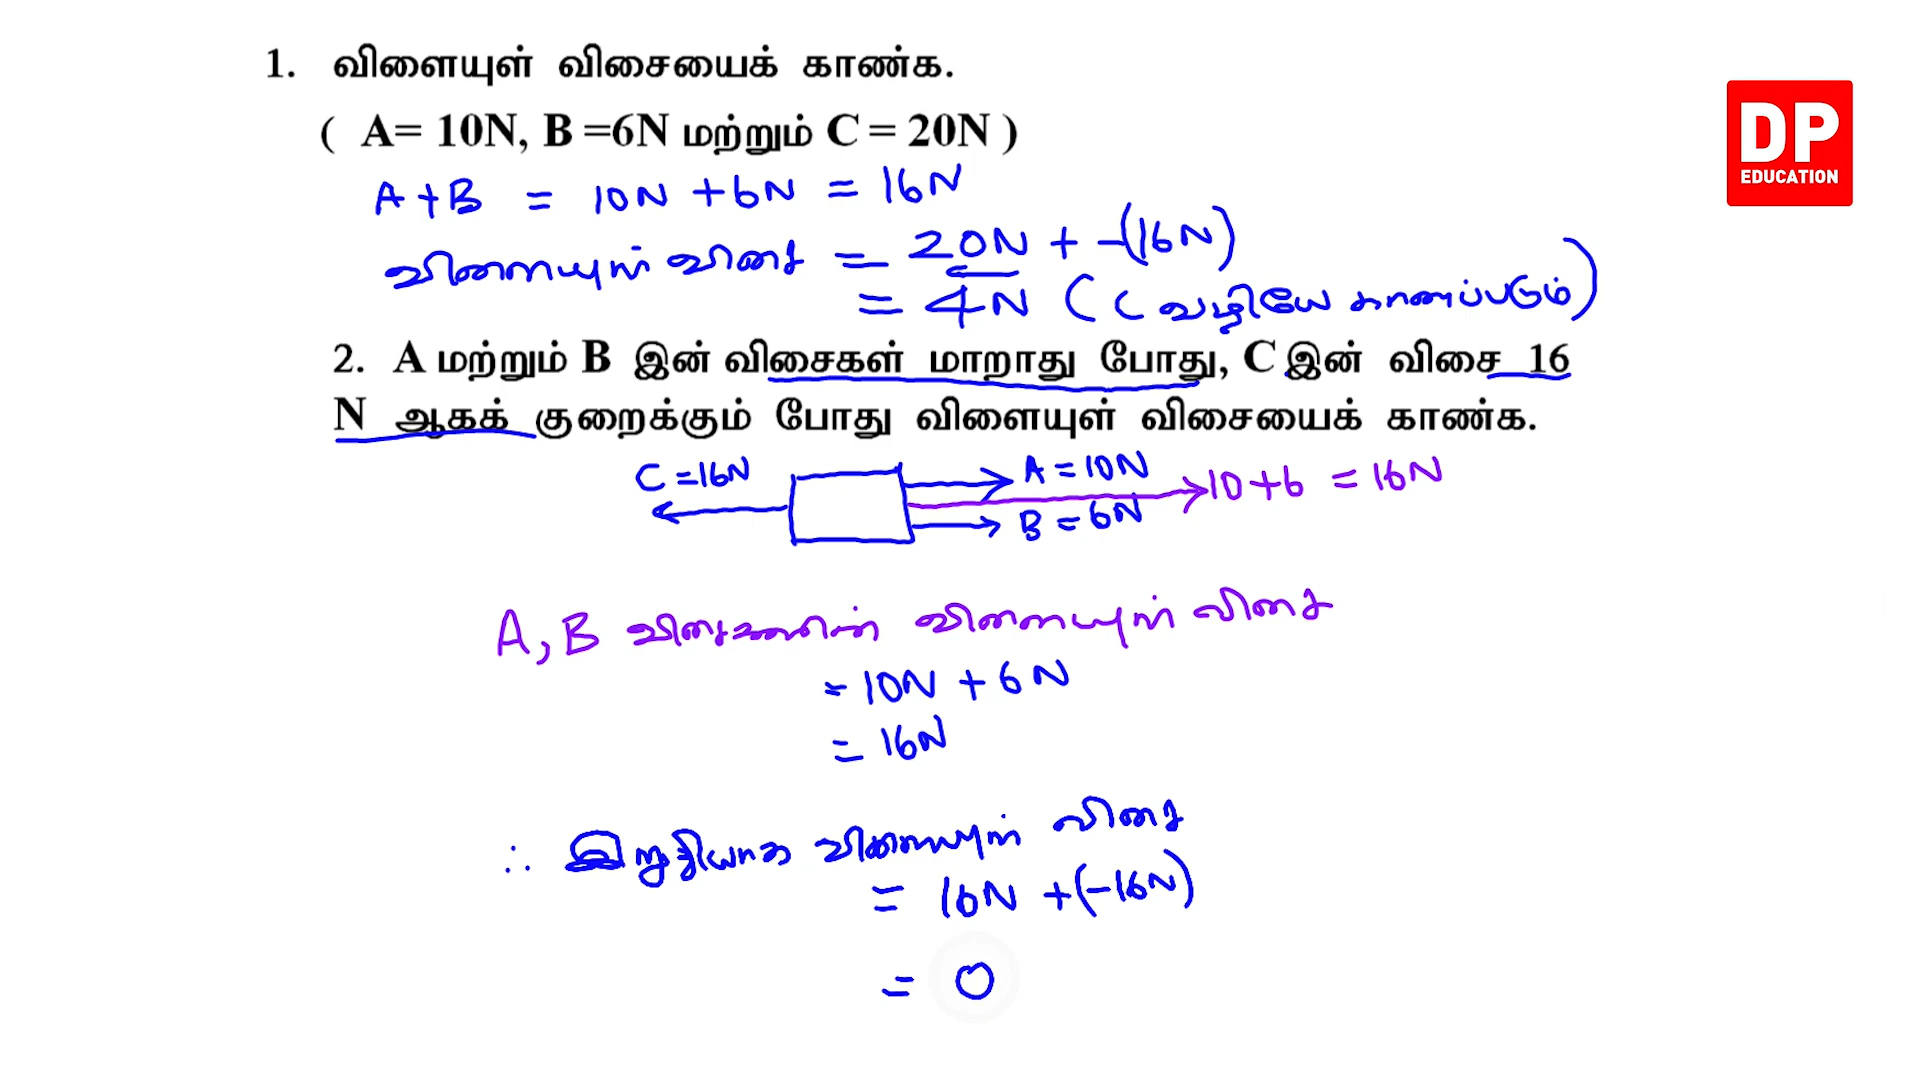 1. விளையுள் விசையைக் காண்க.
( A= 10N, B =6N மற்றும் C = 20N )
DP
EDUCATION
A + B = 10N + 6N = 16N
விளையுள் விசை = 20N + -(16N)
= 4N ( C வழியே காணப்படும் )
2. A மற்றும் B இன் விசைகள் மாறாது போது, C இன் விசை 16
N ஆகக் குறைக்கும் போது விளையுள் விசையைக் காண்க.
C = 16N A = 10N 10 + 6 = 16N
B = 6N
A, B விசைகளின் விளையுள் விசை
= 10N + 6N
= 16N
∴ இறுதியாக விளையுள் விசை
= 16N + (-16N)
= 0